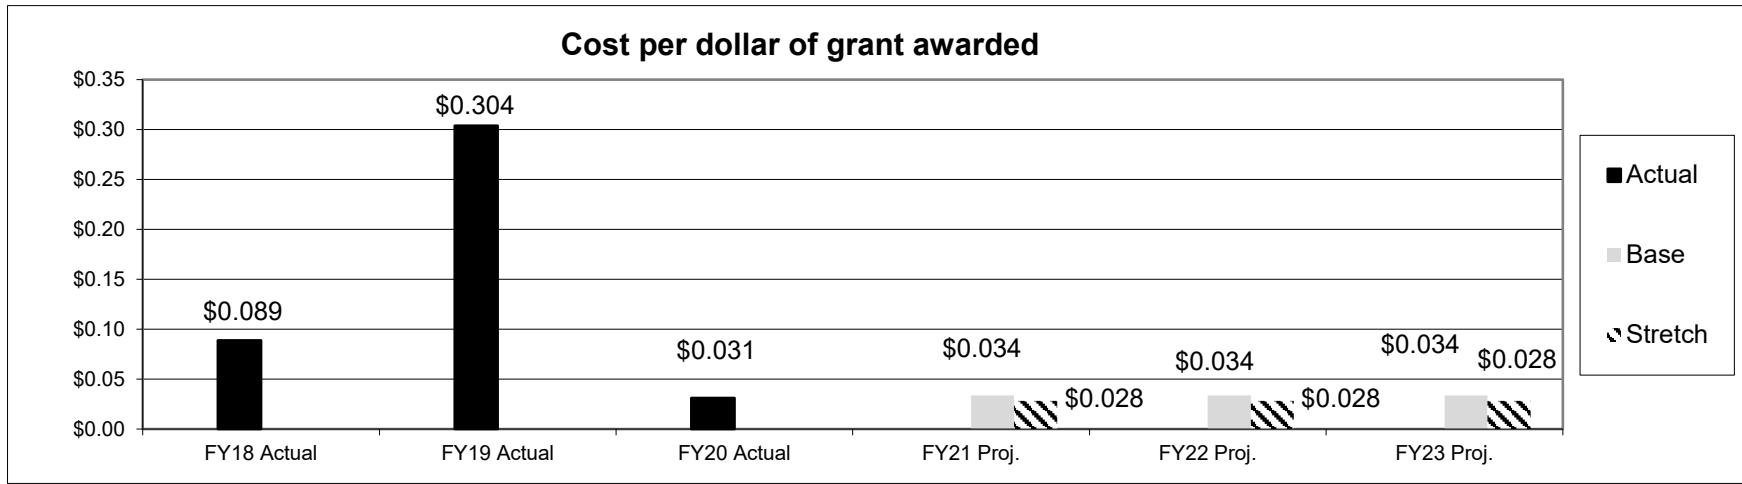 Cost per dollar of grant awarded
$0.35
$0.30
$0.25
$0.20
$0.15
$0.10
$0.05
$0.00
$0.089
$0.304
$0.031
$0.034
$0.028
$0.034
$0.028
$0.034
$0.028
FY18 Actual
FY19 Actual
FY20 Actual
FY21 Proj.
FY22 Proj.
FY23 Proj.
Actual
Base
Stretch